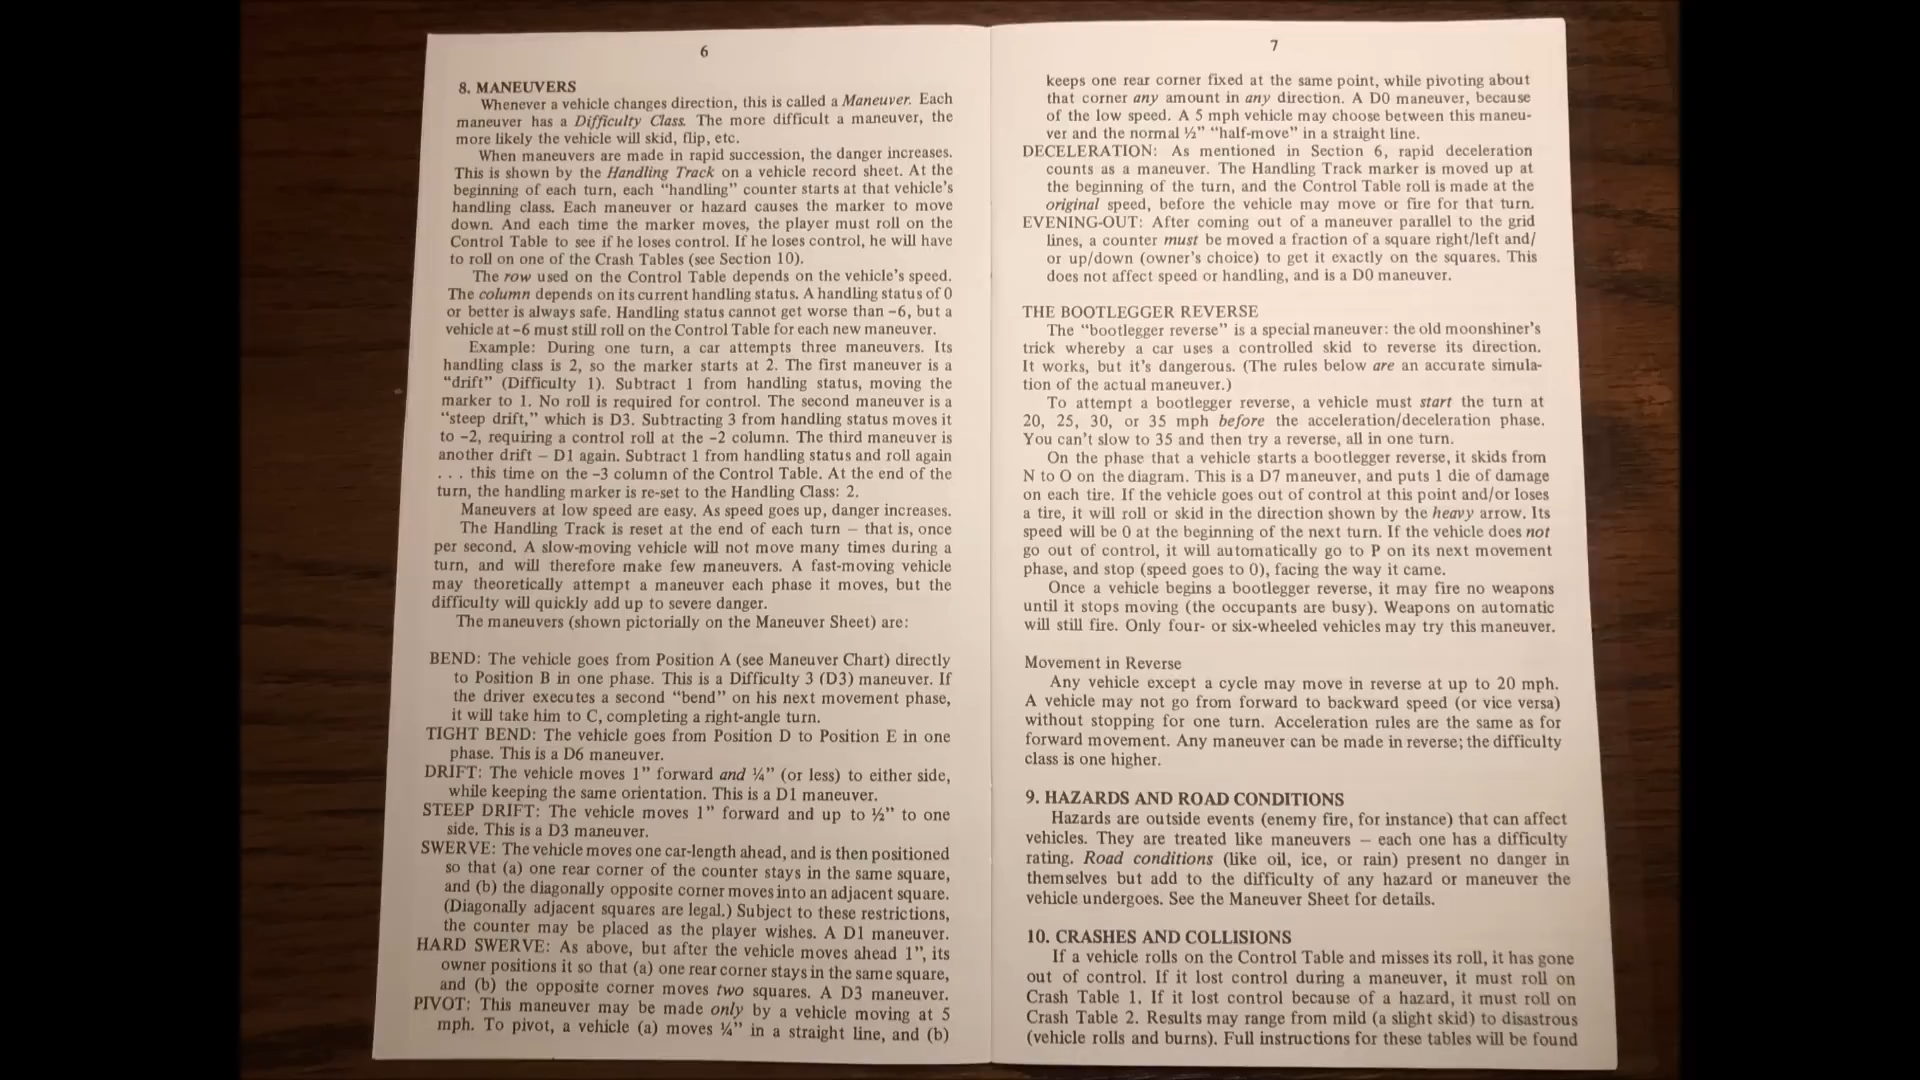 6
8. MANEUVERS
Whenever a vehicle changes direction, this is called a Maneuver. Each
maneuver has a Difficulty Class. The more difficult a maneuver, the
more likely the vehicle will skid, flip, etc.
When maneuvers are made in rapid succession, the danger increases.
This is shown by the Handling Track on a vehicle record sheet. At the
beginning of each turn, each “handling” counter starts at that vehicle’s
handling class. Each maneuver or hazard causes the marker to move
down. And each time the marker moves, the player must roll on the
Control Table to see if he loses control. If he loses control, he will have
to roll on one of the Crash Tables (see Section 10).
The row used on the Control Table depends on the vehicle’s speed.
The column depends on its current handling status. A handling status of 0
or better is always safe. Handling status cannot get worse than –6, but a
vehicle at –6 must still roll on the Control Table for each new maneuver.
Example: During one turn, a car attempts three maneuvers. Its
handling class is 2, so the marker starts at 2. The first maneuver is a
“drift” (Difficulty 1). Subtract 1 from handling status, moving the
marker to 1. No roll is required for control. The second maneuver is a
“steep drift,” which is D3. Subtracting 3 from handling status moves it
to –2, requiring a control roll at the –2 column. The third maneuver is
another drift – D1 again. Subtract 1 from handling status and roll again
. . . this time on the –3 column of the Control Table. At the end of the
turn, the handling marker is re-set to the Handling Class: 2.
Maneuvers at low speed are easy. As speed goes up, danger increases.
The Handling Track is reset at the end of each turn – that is, once
per second. A slow-moving vehicle will not move many times during a
turn, and will therefore make few maneuvers. A fast-moving vehicle
may theoretically attempt a maneuver each phase it moves, but the
difficulty will quickly add up to severe danger.
The maneuvers (shown pictorially on the Maneuver Sheet) are:
BEND: The vehicle goes from Position A (see Maneuver Chart) directly
to Position B in one phase. This is a Difficulty 3 (D3) maneuver. If
the driver executes a second “bend” on his next movement phase,
it will take him to C, completing a right-angle turn.
TIGHT BEND: The vehicle goes from Position D to Position E in one
phase. This is a D6 maneuver.
DRIFT: The vehicle moves 1” forward and ¼” (or less) to either side,
while keeping the same orientation. This is a D1 maneuver.
STEEP DRIFT: The vehicle moves 1” forward and up to ½” to one
side. This is a D3 maneuver.
SWERVE: The vehicle moves one car-length ahead, and is then positioned
so that (a) one rear corner of the counter stays in the same square,
and (b) the diagonally opposite corner moves into an adjacent square.
(Diagonally adjacent squares are legal.) Subject to these restrictions,
the counter may be placed as the player wishes. A D1 maneuver.
HARD SWERVE: As above, but after the vehicle moves ahead 1”, its
owner positions it so that (a) one rear corner stays in the same square,
and (b) the opposite corner moves two squares. A D3 maneuver.
PIVOT: This maneuver may be made only by a vehicle moving at 5
mph. To pivot, a vehicle (a) moves ¼” in a straight line, and (b)
7
keeps one rear corner fixed at the same point, while pivoting about
that corner any amount in any direction. A D0 maneuver, because
of the low speed. A 5 mph vehicle may choose between this maneu-
ver and the normal ½” “half-move” in a straight line.
DECELERATION: As mentioned in Section 6, rapid deceleration
counts as a maneuver. The Handling Track marker is moved up at
the beginning of the turn, and the Control Table roll is made at the
original speed, before the vehicle may move or fire for that turn.
EVENING-OUT: After coming out of a maneuver parallel to the grid
lines, a counter must be moved a fraction of a square right/left and/
or up/down (owner’s choice) to get it exactly on the squares. This
does not affect speed or handling, and is a D0 maneuver.
THE BOOTLEGGER REVERSE
The “bootlegger reverse” is a special maneuver: the old moonshiner’s
trick whereby a car uses a controlled skid to reverse its direction.
It works, but it’s dangerous. (The rules below are an accurate simula-
tion of the actual maneuver.)
To attempt a bootlegger reverse, a vehicle must start the turn at
20, 25, 30, or 35 mph before the acceleration/deceleration phase.
You can’t slow to 35 and then try a reverse, all in one turn.
On the phase that a vehicle starts a bootlegger reverse, it skids from
N to O on the diagram. This is a D7 maneuver, and puts 1 die of damage
on each tire. If the vehicle goes out of control at this point and/or loses
a tire, it will roll or skid in the direction shown by the heavy arrow. Its
speed will be 0 at the beginning of the next turn. If the vehicle does not
go out of control, it will automatically go to P on its next movement
phase, and stop (speed goes to 0), facing the way it came.
Once a vehicle begins a bootlegger reverse, it may fire no weapons
until it stops moving (the occupants are busy). Weapons on automatic
will still fire. Only four- or six-wheeled vehicles may try this maneuver.
Movement in Reverse
Any vehicle except a cycle may move in reverse at up to 20 mph.
A vehicle may not go from forward to backward speed (or vice versa)
without stopping for one turn. Acceleration rules are the same as for
forward movement. Any maneuver can be made in reverse; the difficulty
class is one higher.
9. HAZARDS AND ROAD CONDITIONS
Hazards are outside events (enemy fire, for instance) that can affect
vehicles. They are treated like maneuvers – each one has a difficulty
rating. Road conditions (like oil, ice, or rain) present no danger in
themselves but add to the difficulty of any hazard or maneuver the
vehicle undergoes. See the Maneuver Sheet for details.
10. CRASHES AND COLLISIONS
If a vehicle rolls on the Control Table and misses its roll, it has gone
out of control. If it lost control during a maneuver, it must roll on
Crash Table 1. If it lost control because of a hazard, it must roll on
Crash Table 2. Results may range from mild (a slight skid) to disastrous
(vehicle rolls and burns). Full instructions for these tables will be found